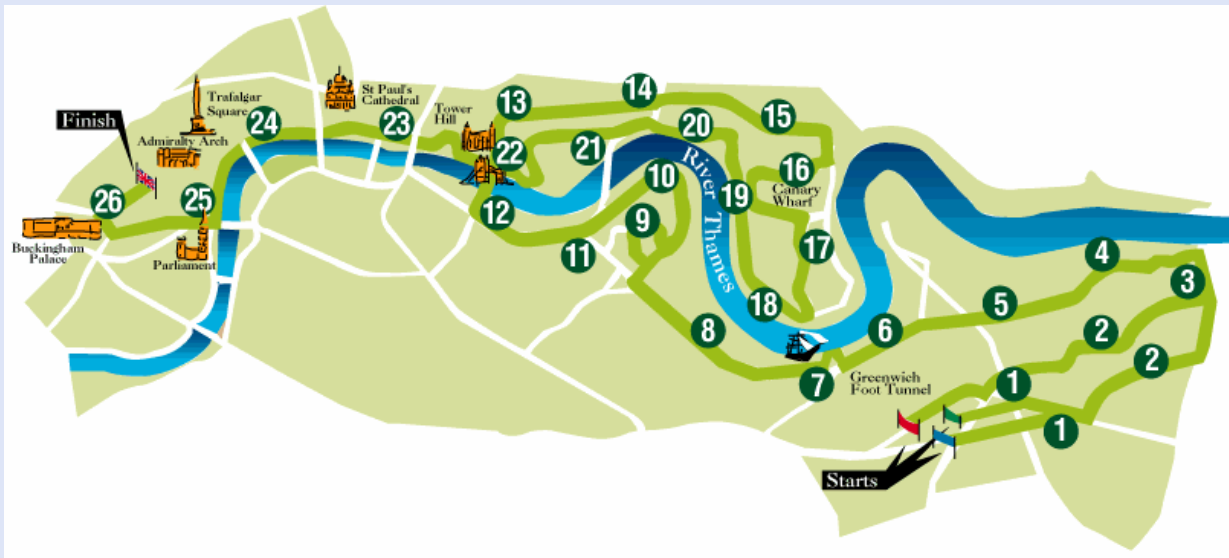 Finish
Trafalgar
Square
Admiralty Arch
St Paul's
Cathedral
Tower
Hill
13
14
15
24
23
22
21
20
16
Canary
Wharf
River Thames
10
19
26
25
12
9
17
11
Buckingham
Palace
Parliament
18
8
7
6
5
4
3
2
2
Greenwich
Foot Tunnel
1
1
Starts